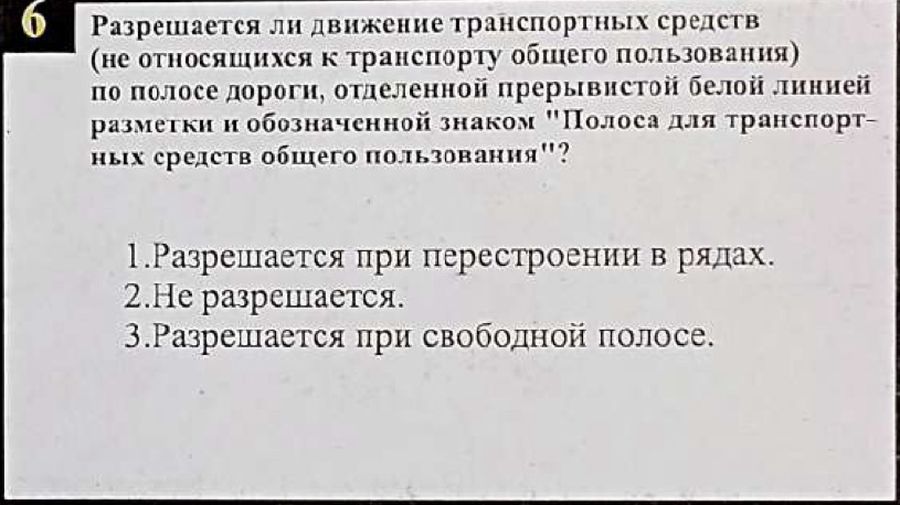 6
Разрешается ли движение транспортных средств
(не относящихся к транспорту общего пользования)
по полосе дороги, отделенной прерывистой белой линией
разметки и обозначенной знаком "Полоса для транспорт-
ных средств общего пользования"?
1.Разрешается при перестроении в рядах.
2.Не разрешается.
3.Разрешается при свободной полосе.